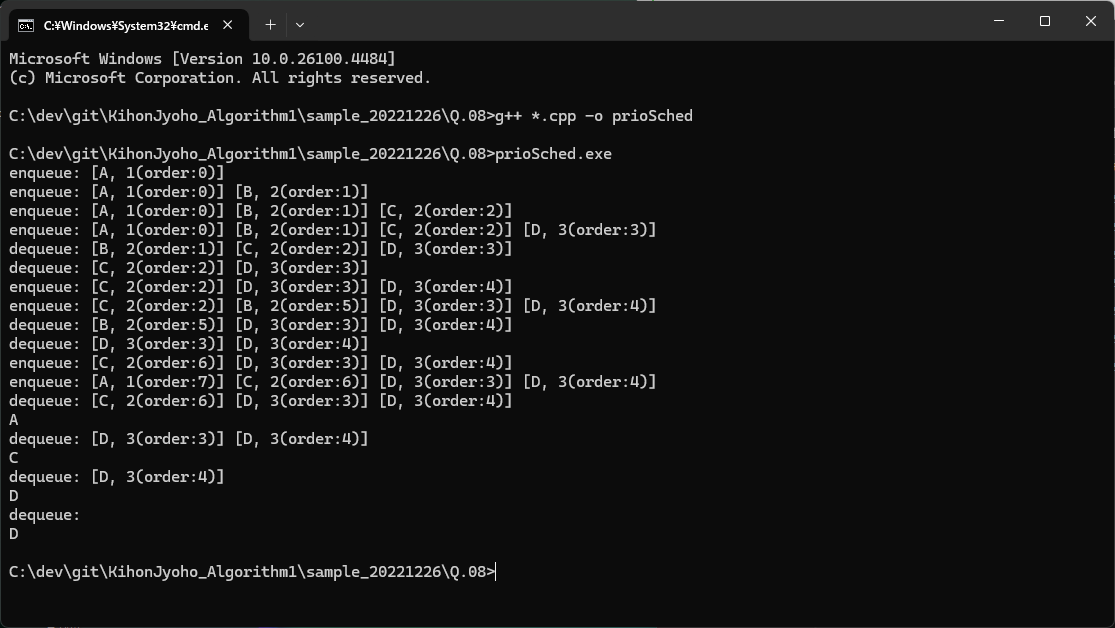 C:¥Windows¥System32¥cmd.e
Microsoft Windows [Version 10.0.26100.4484]
(c) Microsoft Corporation. All rights reserved.
C:\dev\git\KihonJyoho_Algorithm1\sample_20221226\Q.08>g++ *.cpp -o prioSched
C:\dev\git\KihonJyoho_Algorithm1\sample_20221226\Q.08>prioSched.exe
enqueue: [A, 1(order:0)]
enqueue: [A, 1(order:0)] [B, 2(order:1)]
enqueue: [A, 1(order:0)] [B, 2(order:1)] [C, 2(order:2)]
enqueue: [A, 1(order:0)] [B, 2(order:1)] [C, 2(order:2)] [D, 3(order:3)]
dequeue: [B, 2(order:1)] [C, 2(order:2)] [D, 3(order:3)]
dequeue: [C, 2(order:2)] [D, 3(order:3)]
enqueue: [C, 2(order:2)] [D, 3(order:3)] [D, 3(order:4)]
enqueue: [C, 2(order:2)] [B, 2(order:5)] [D, 3(order:3)] [D, 3(order:4)]
dequeue: [B, 2(order:5)] [D, 3(order:3)] [D, 3(order:4)]
dequeue: [D, 3(order:3)] [D, 3(order:4)]
enqueue: [C, 2(order:6)] [D, 3(order:3)] [D, 3(order:4)]
enqueue: [A, 1(order:7)] [C, 2(order:6)] [D, 3(order:3)] [D, 3(order:4)]
dequeue: [C, 2(order:6)] [D, 3(order:3)] [D, 3(order:4)]
A
dequeue: [D, 3(order:3)] [D, 3(order:4)]
C
dequeue: [D, 3(order:4)]
D
dequeue:
D
C:\dev\git\KihonJyoho_Algorithm1\sample_20221226\Q.08>